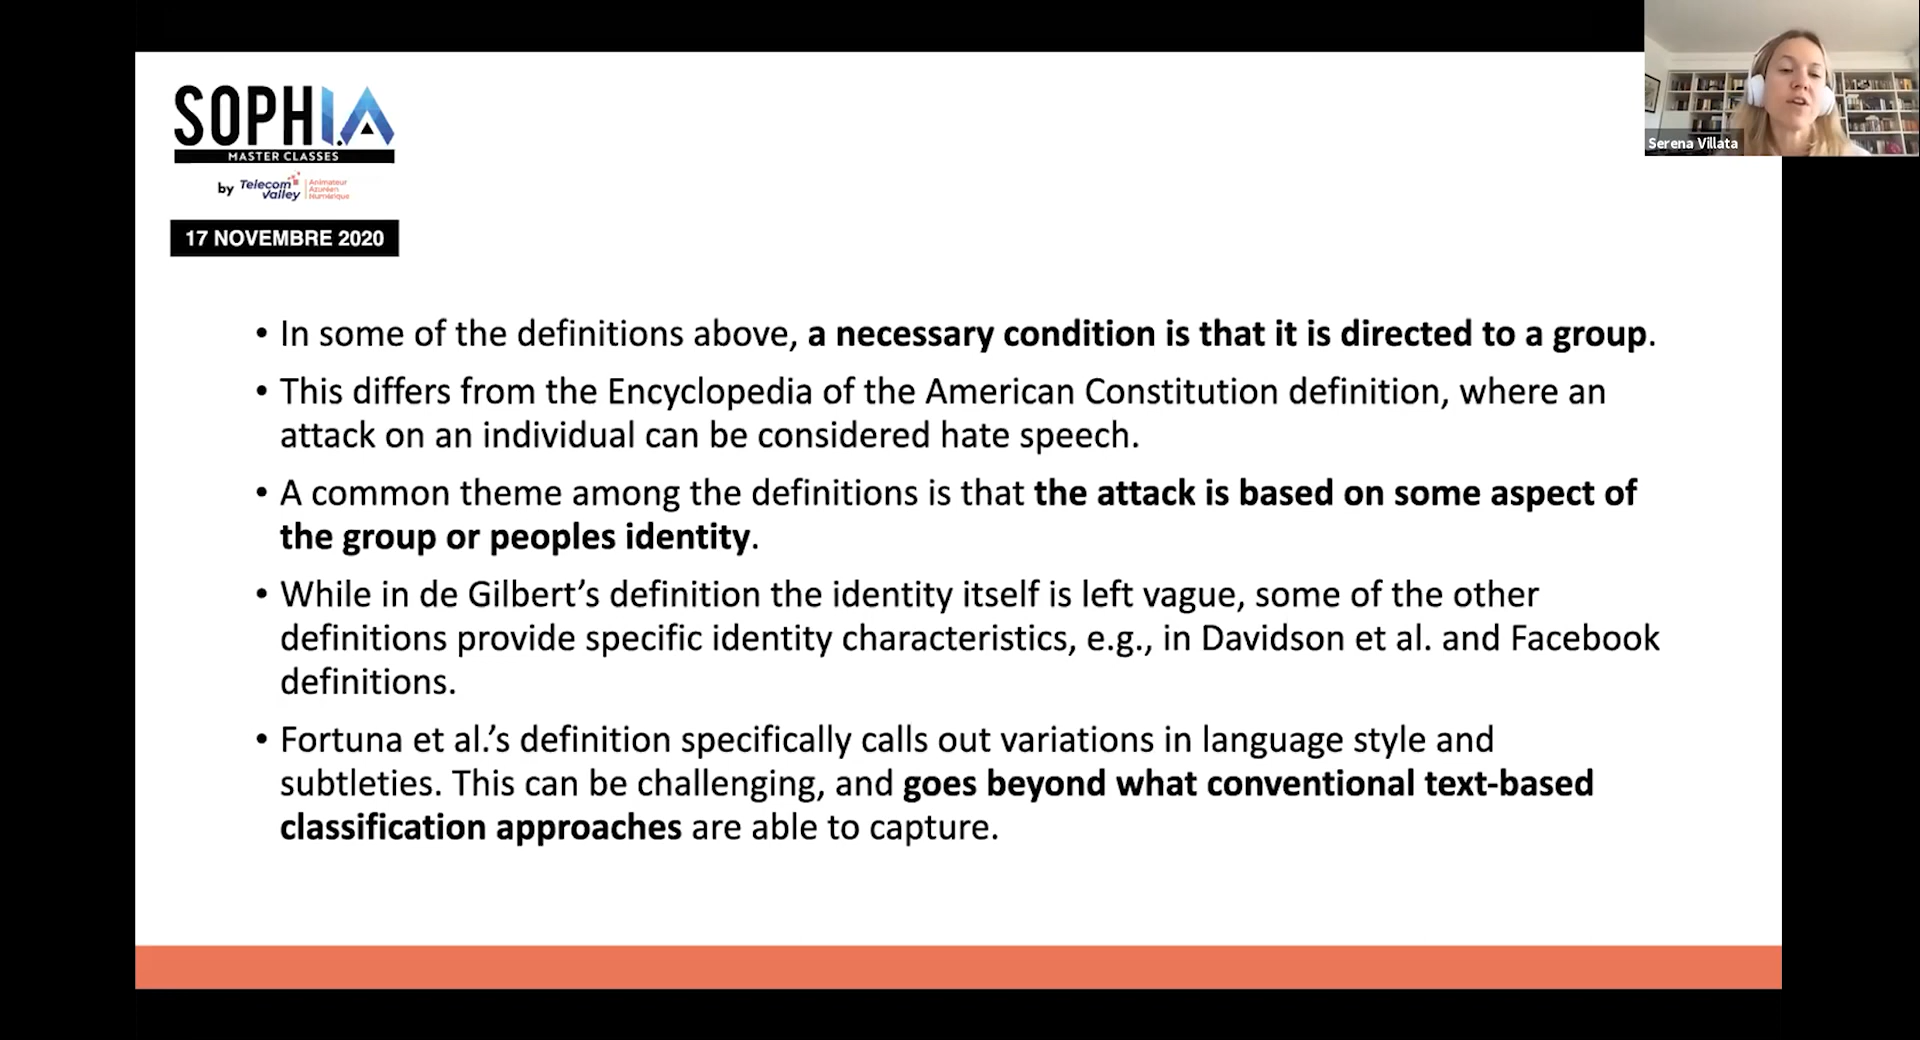 SOPHI.A
MASTER CLASSES
by Telecom Valley
Animateur
Azuréen
Numérique
17 NOVEMBRE 2020
Serena Villata
• In some of the definitions above, a necessary condition is that it is directed to a group.
• This differs from the Encyclopedia of the American Constitution definition, where an
attack on an individual can be considered hate speech.
• A common theme among the definitions is that the attack is based on some aspect of
the group or peoples identity.
• While in de Gilbert’s definition the identity itself is left vague, some of the other
definitions provide specific identity characteristics, e.g., in Davidson et al. and Facebook
definitions.
• Fortuna et al.’s definition specifically calls out variations in language style and
subtleties. This can be challenging, and goes beyond what conventional text-based
classification approaches are able to capture.